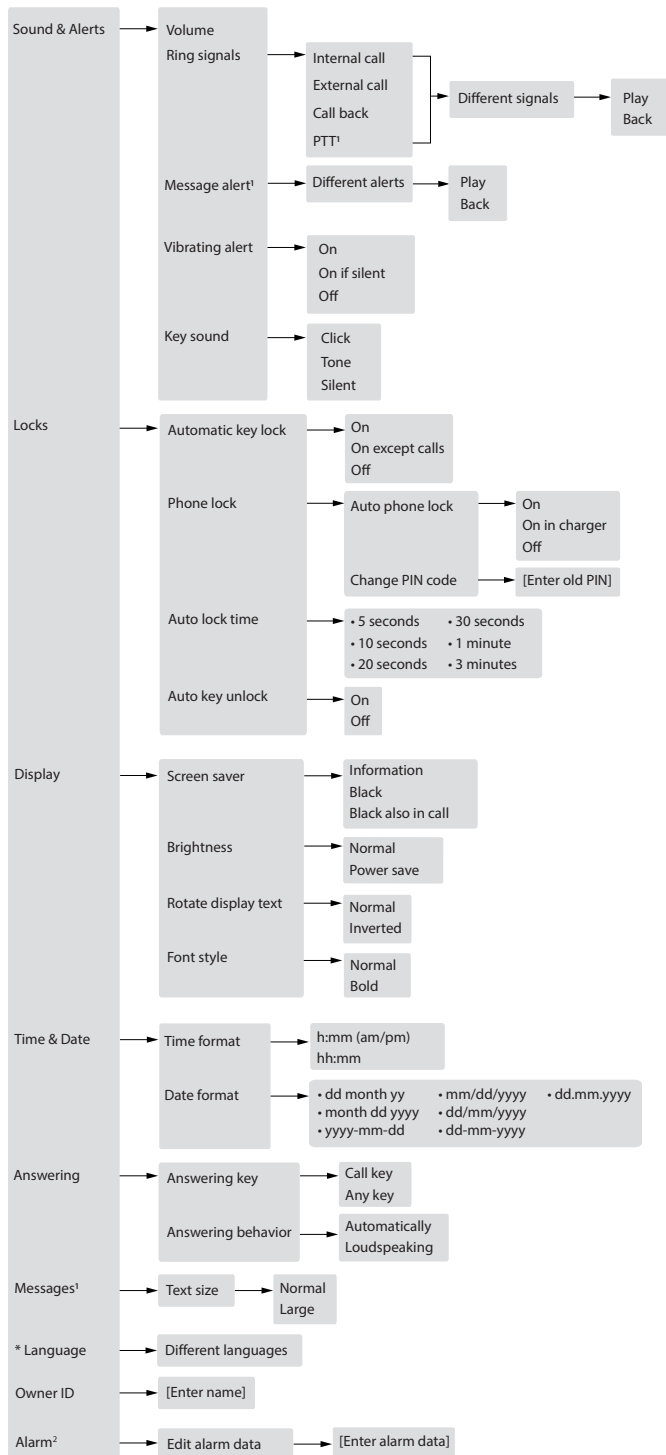 Sound & Alerts
Volume
Ring signals
Internal call
External call
Call back
PTT¹
Different signals
Play
Back
Message alert¹
Different alerts
Play
Back
Vibrating alert
On
On if silent
Off
Key sound
Click
Tone
Silent
Locks
Automatic key lock
On
On except calls
Off
Phone lock
Auto phone lock
On
On in charger
Off
Change PIN code
[Enter old PIN]
Auto lock time
• 5 seconds • 30 seconds
• 10 seconds • 1 minute
• 20 seconds • 3 minutes
Auto key unlock
On
Off
Display
Screen saver
Information
Black
Black also in call
Brightness
Normal
Power save
Rotate display text
Normal
Inverted
Font style
Normal
Bold
Time & Date
Time format
h:mm (am/pm)
hh:mm
Date format
• dd month yy • mm/dd/yyyy • dd.mm.yyyy
• month dd yyyy • dd/mm/yyyy
• yyyy-mm-dd • dd-mm-yyyy
Answering
Answering key
Call key
Any key
Answering behavior
Automatically
Loudspeaking
Messages¹
Text size
Normal
Large
* Language
Different languages
Owner ID
[Enter name]
Alarm²
Edit alarm data
[Enter alarm data]